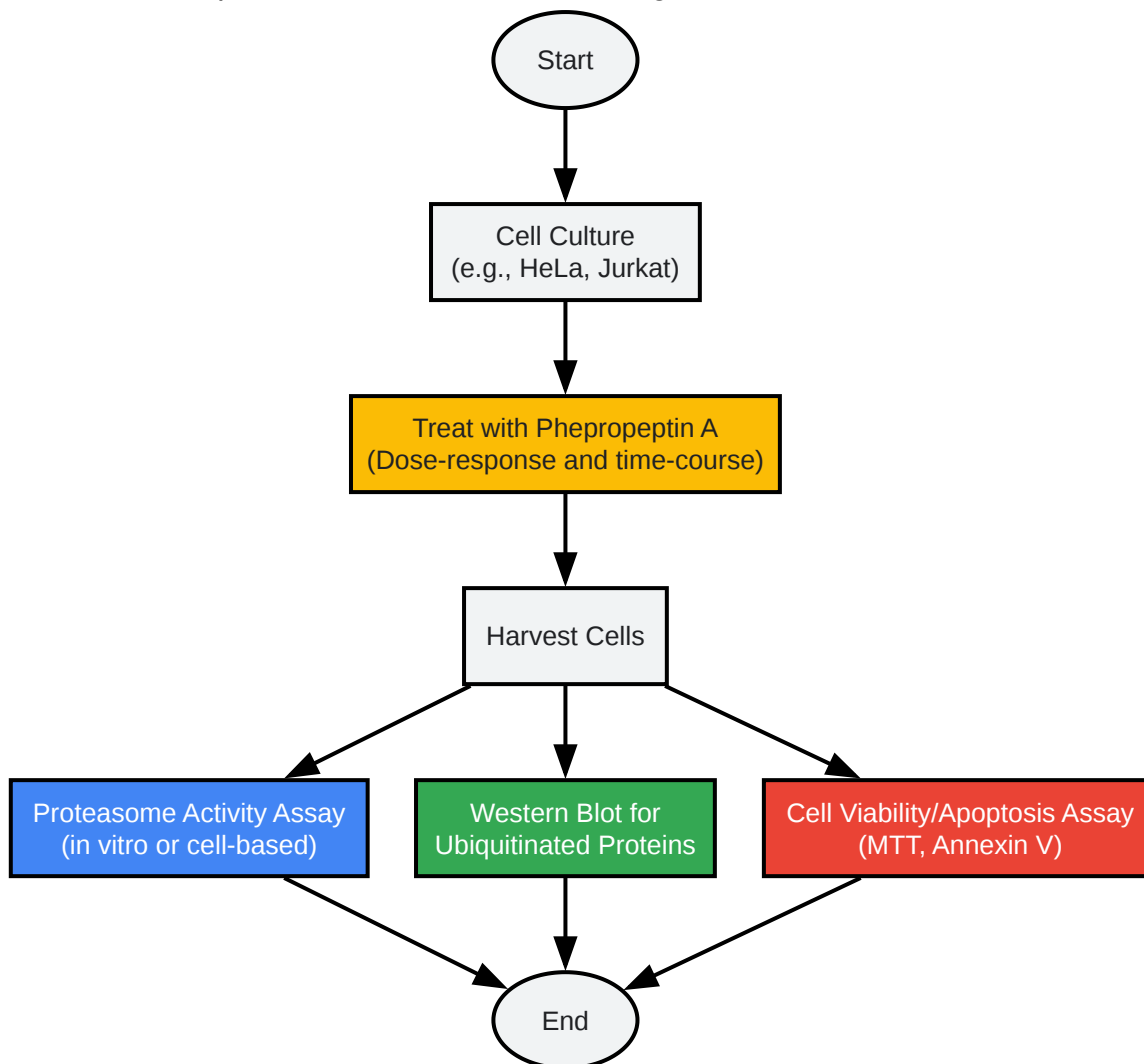 Start
Cell Culture
(e.g., HeLa, Jurkat)
Treat with Phepropeptin A
(Dose-response and time-course)
Harvest Cells
Proteasome Activity Assay
(in vitro or cell-based)
Western Blot for
Ubiquitinated Proteins
Cell Viability/Apoptosis Assay
(MTT, Annexin V)
End